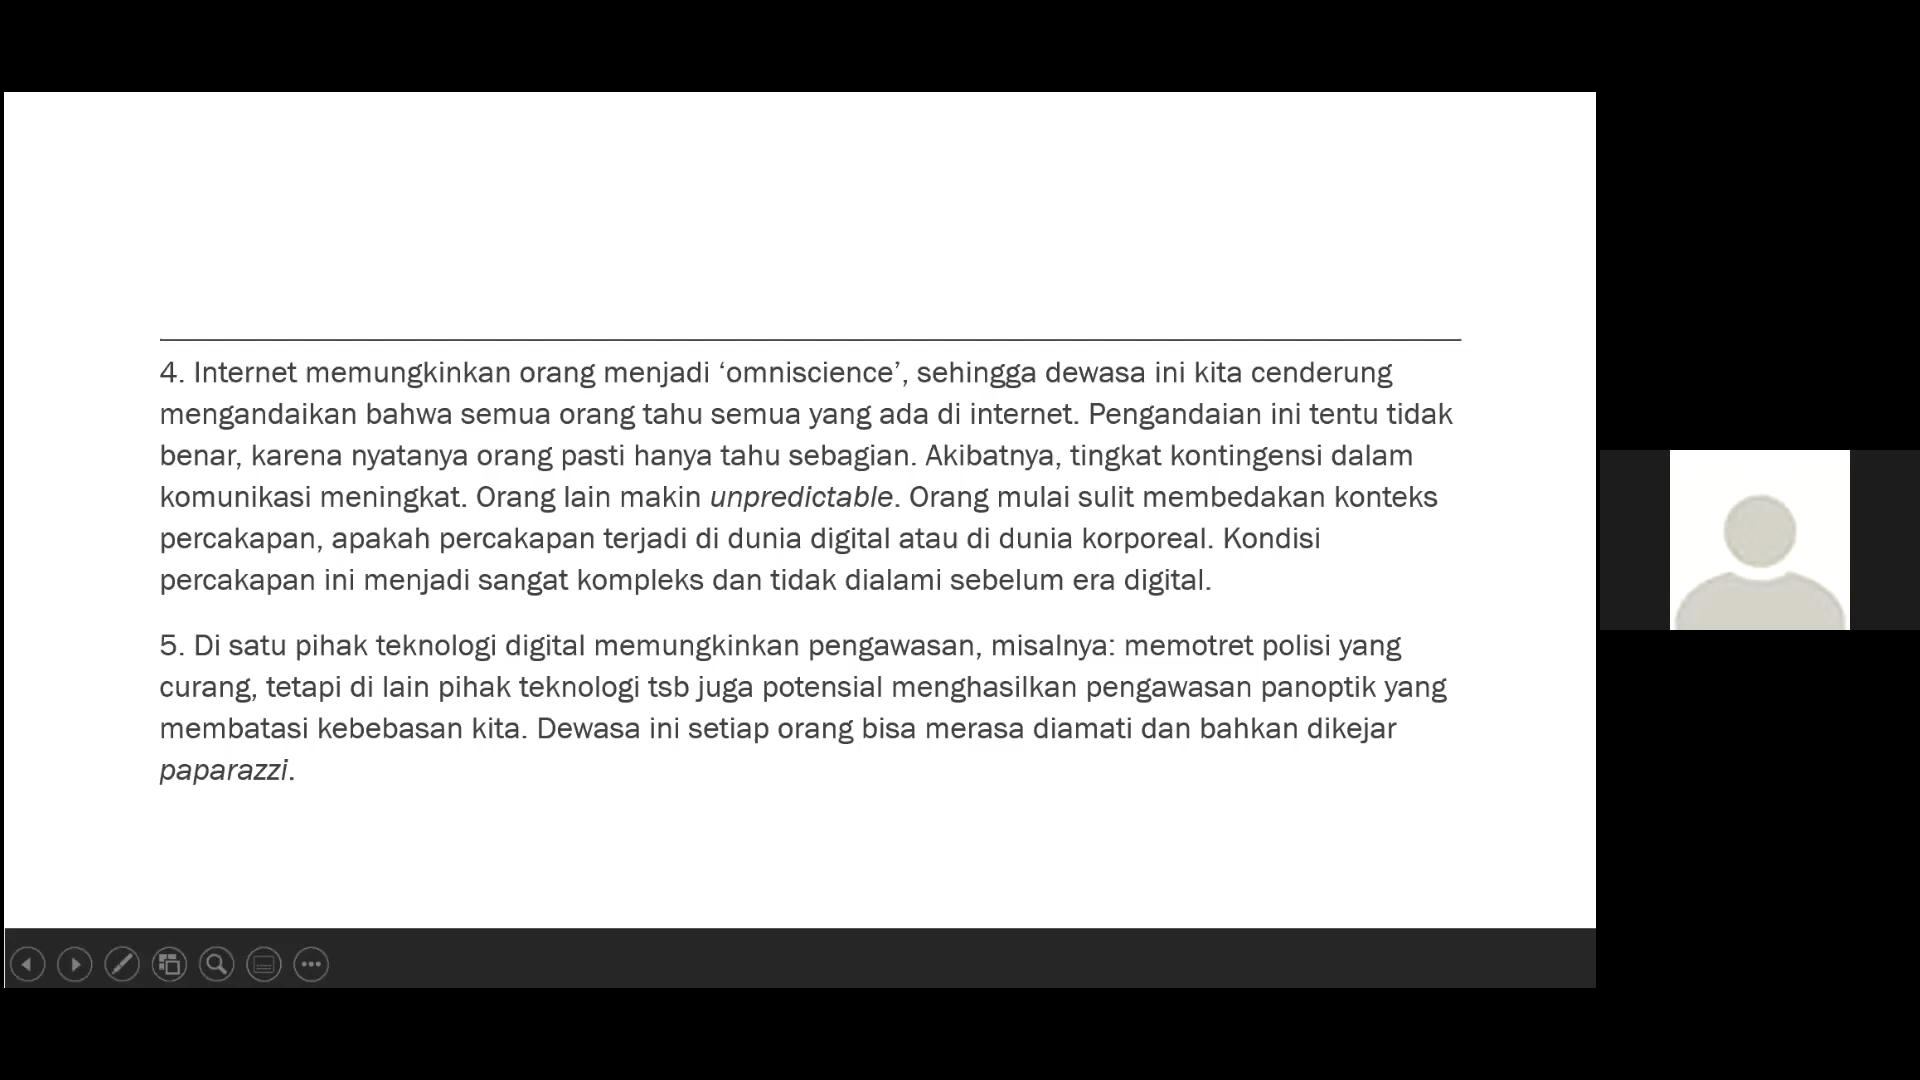 4. Internet memungkinkan orang menjadi ‘omniscience’, sehingga dewasa ini kita cenderung
mengandaikan bahwa semua orang tahu semua yang ada di internet. Pengandaian ini tentu tidak
benar, karena nyatanya orang pasti hanya tahu sebagian. Akibatnya, tingkat kontingensi dalam
komunikasi meningkat. Orang lain makin unpredictable. Orang mulai sulit membedakan konteks
percakapan, apakah percakapan terjadi di dunia digital atau di dunia korporeal. Kondisi
percakapan ini menjadi sangat kompleks dan tidak dialami sebelum era digital.
5. Di satu pihak teknologi digital memungkinkan pengawasan, misalnya: memotret polisi yang
curang, tetapi di lain pihak teknologi tsb juga potensial menghasilkan pengawasan panoptik yang
membatasi kebebasan kita. Dewasa ini setiap orang bisa merasa diamati dan bahkan dikejar
paparazzi.